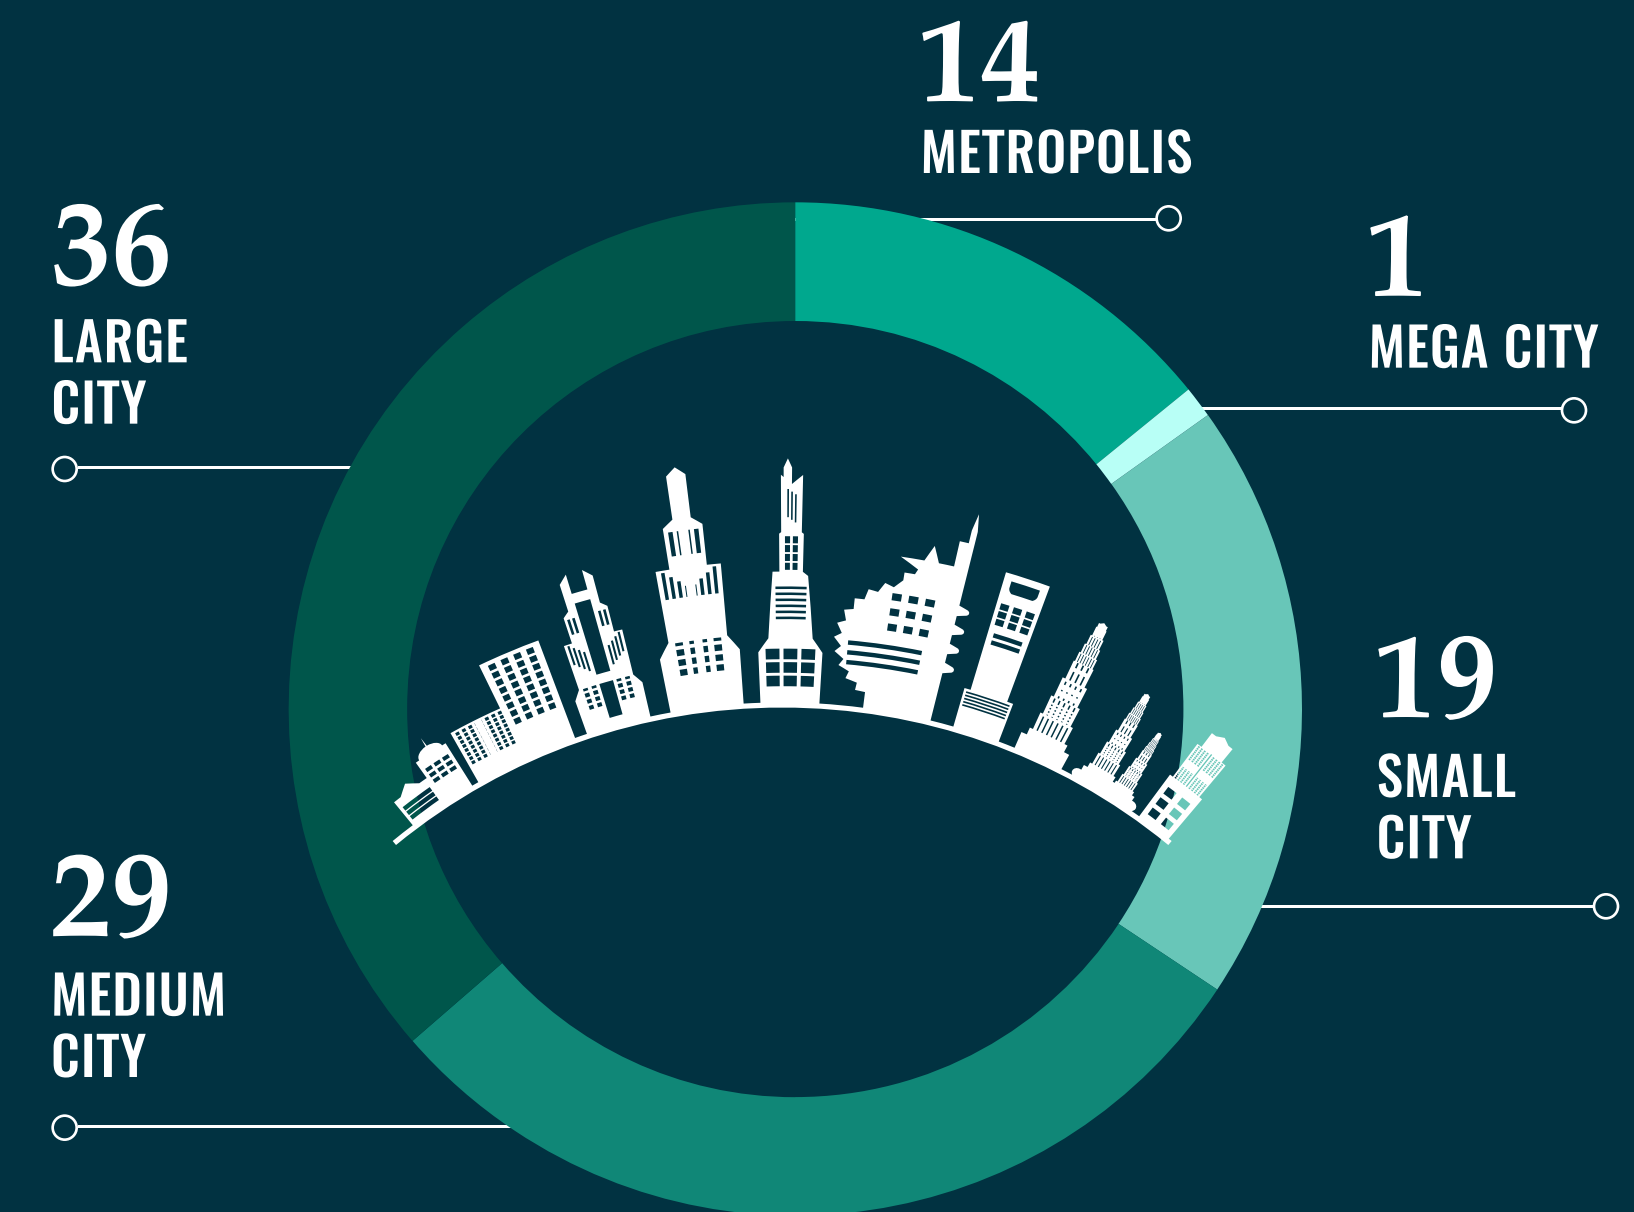 14
METROPOLIS
36
LARGE
CITY
1
MEGA CITY
19
SMALL
CITY
29
MEDIUM
CITY